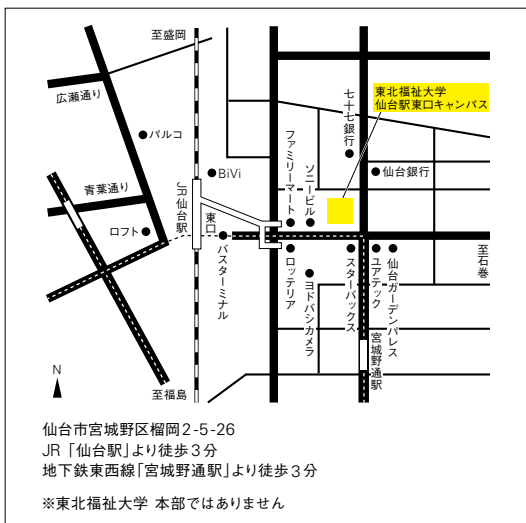 至盛岡
広瀬通り
パルコ
青葉通り
ロフト
JR仙台駅
東口
BiVi
バスターミナル
ファミリーマート
ソニービル
七十七銀行
東北福祉大学
仙台駅東口キャンパス
仙台銀行
ロッテリア
ヨドバシカメラ
スターバックス
ユアテック
仙台ガーデンパレス
宮城野通駅
至石巻
N
至福島
仙台市宮城野区榴岡2-5-26
JR「仙台駅」より徒歩3分
地下鉄東西線「宮城野通駅」より徒歩3分
※東北福祉大学 本部ではありません